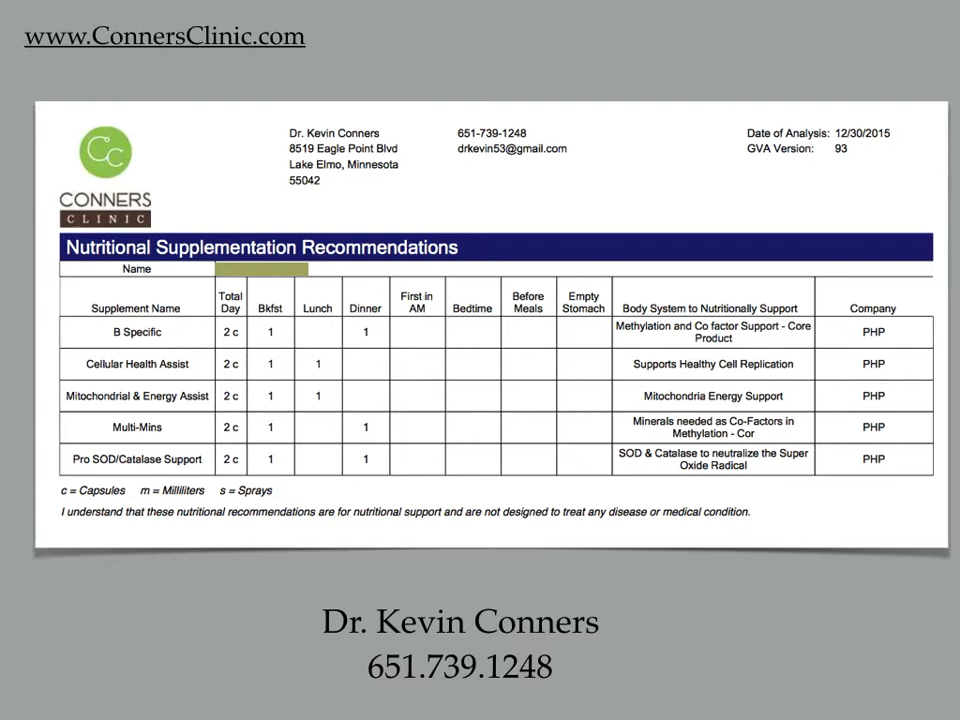 www.ConnersClinic.com
Dr. Kevin Conners 651-739-1248 Date of Analysis: 12/30/2015
8519 Eagle Point Blvd drkevin53@gmail.com GVA Version: 93
Lake Elmo, Minnesota
55042
CC
CONNERS
CLINIC
Nutritional Supplementation Recommendations
Name
Supplement Name Total Day Bkfst Lunch Dinner First in AM Bedtime Before Meals Empty Stomach Body System to Nutritionally Support Company
B Specific 2 c 1 1 Methylation and Co factor Support - Core Product PHP
Cellular Health Assist 2 c 1 1 Supports Healthy Cell Replication PHP
Mitochondrial & Energy Assist 2 c 1 1 Mitochondria Energy Support PHP
Multi-Mins 2 c 1 1 Minerals needed as Co-Factors in Methylation - Cor PHP
Pro SOD/Catalase Support 2 c 1 1 SOD & Catalase to neutralize the Super Oxide Radical PHP
c = Capsules m = Milliliters s = Sprays
I understand that these nutritional recommendations are for nutritional support and are not designed to treat any disease or medical condition.
Dr. Kevin Conners
651.739.1248